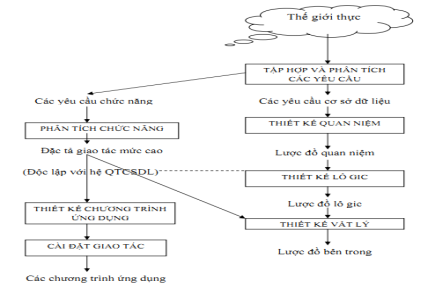 Thế giới thực
TẬP HỢP VÀ PHÂN TÍCH
CÁC YÊU CẦU
Các yêu cầu chức năng
Các yêu cầu cơ sở dữ liệu
PHÂN TÍCH CHỨC NĂNG
THIẾT KẾ QUAN NIỆM
Đặc tả giao tác mức cao
Lược đồ quan niệm
(Độc lập với hệ QTCSDL)
THIẾT KẾ LÔ GIC
Lược đồ lô gic
THIẾT KẾ CHƯƠNG TRÌNH
ỨNG DỤNG
THIẾT KẾ VẬT LÝ
CÀI ĐẶT GIAO TÁC
Lược đồ bên trong
Các chương trình ứng dụng